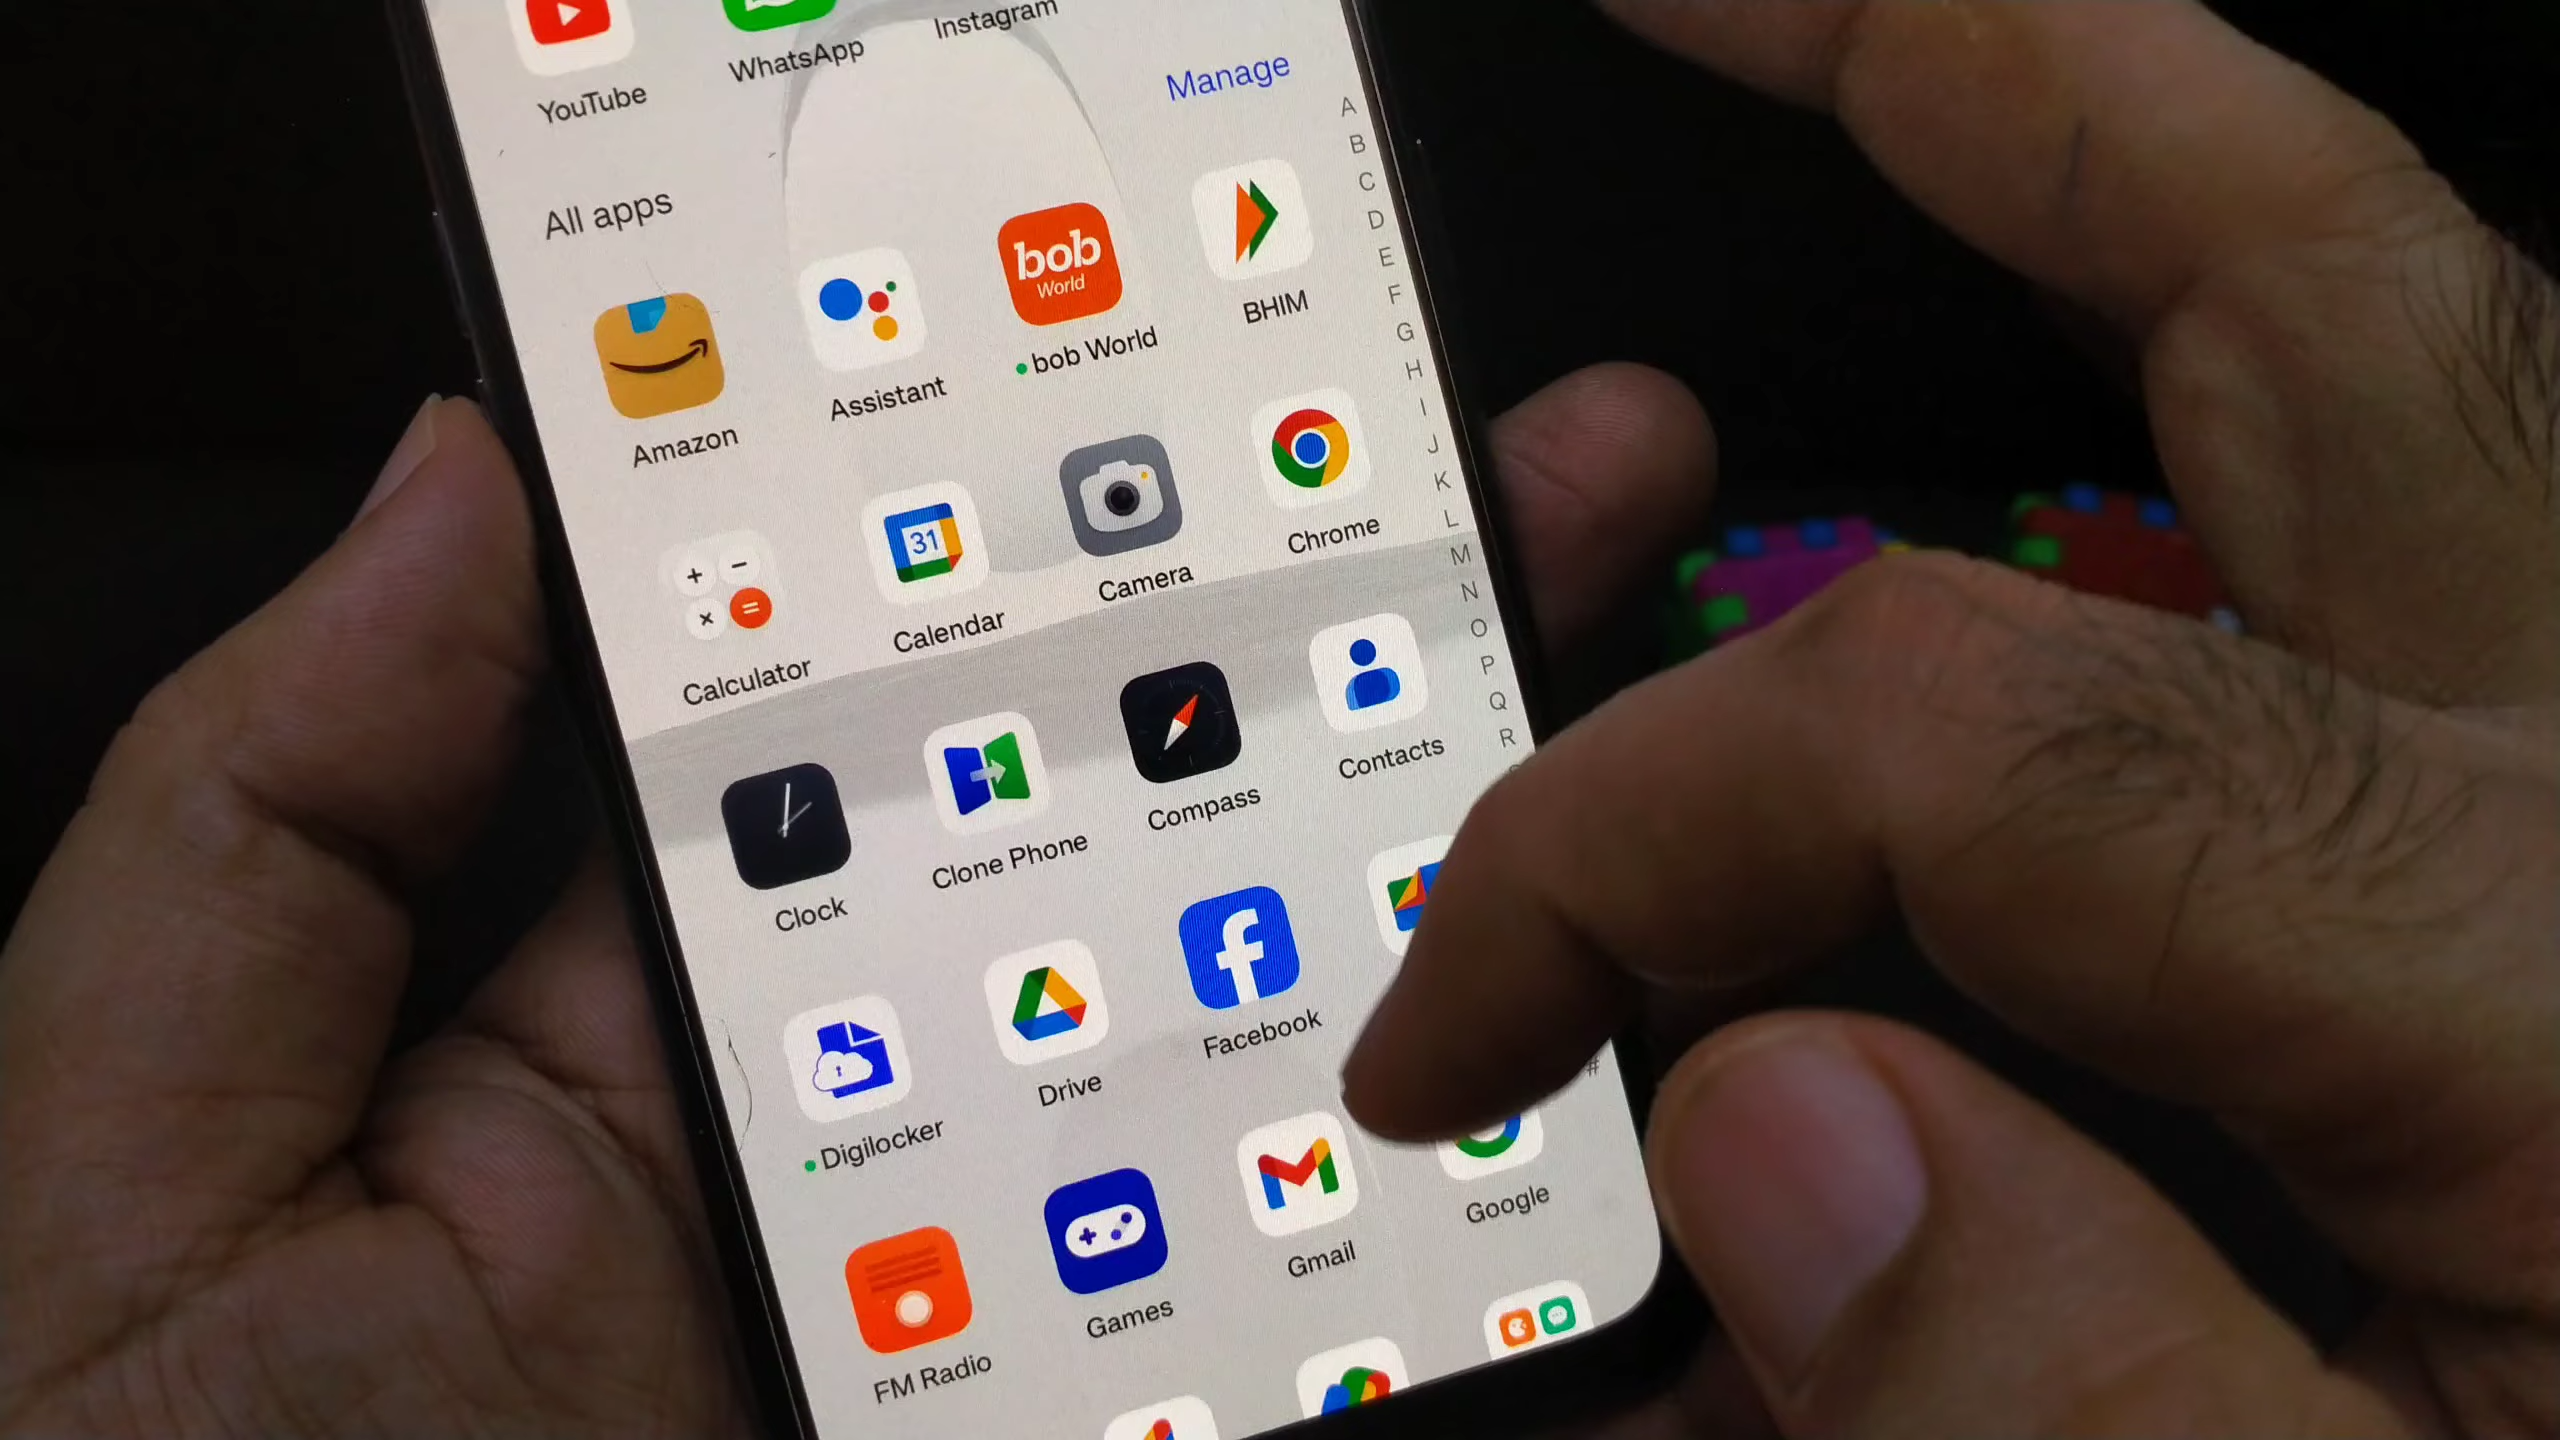 YouTube
WhatsApp
Instagram
Manage
All apps
A
B
C
D
E
F
G
H
I
J
K
L
M
N
O
P
Q
R
#
Amazon
Assistant
bob
World
bob World
BHIM
Calculator
31
Calendar
Camera
Chrome
Clock
Clone Phone
Compass
Contacts
Digilocker
Drive
Facebook
FM Radio
Games
Gmail
Google